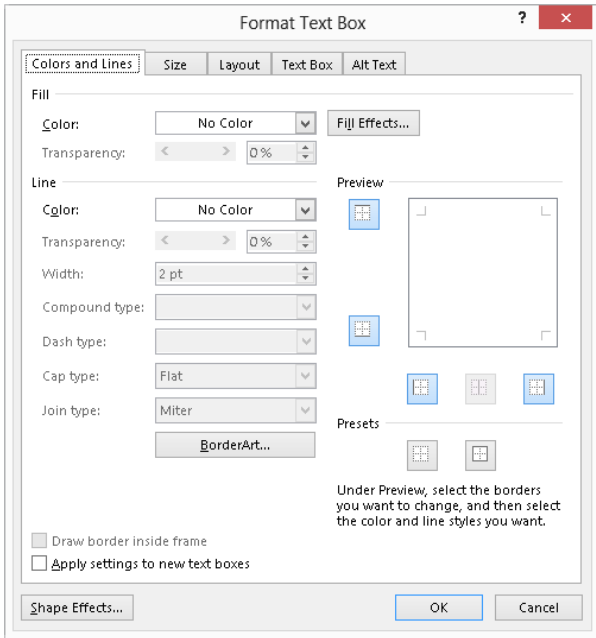 Format Text Box
?
Colors and Lines Size Layout Text Box Alt Text
Fill
Color: No Color Fill Effects...
Transparency: 0 %
Line
Preview
Color: No Color
Transparency: 0 %
Width: 2 pt
Compound type:
Dash type:
Cap type: Flat
Join type: Miter
Presets
BorderArt...
Under Preview, select the borders
you want to change, and then select
the color and line styles you want.
Draw border inside frame
Apply settings to new text boxes
Shape Effects... OK Cancel